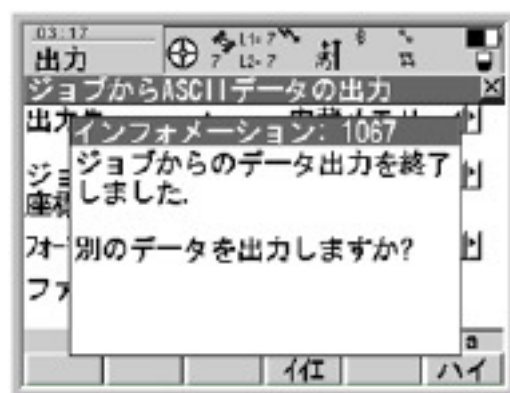 03:17
出力
L1= 7
7 L2= 7
ジョブからASCIIデータの出力
インフォメーション: 1067
ジョブからのデータ出力を終了
しました.
別のデータを出力しますか?
a
イイエ
ハイ